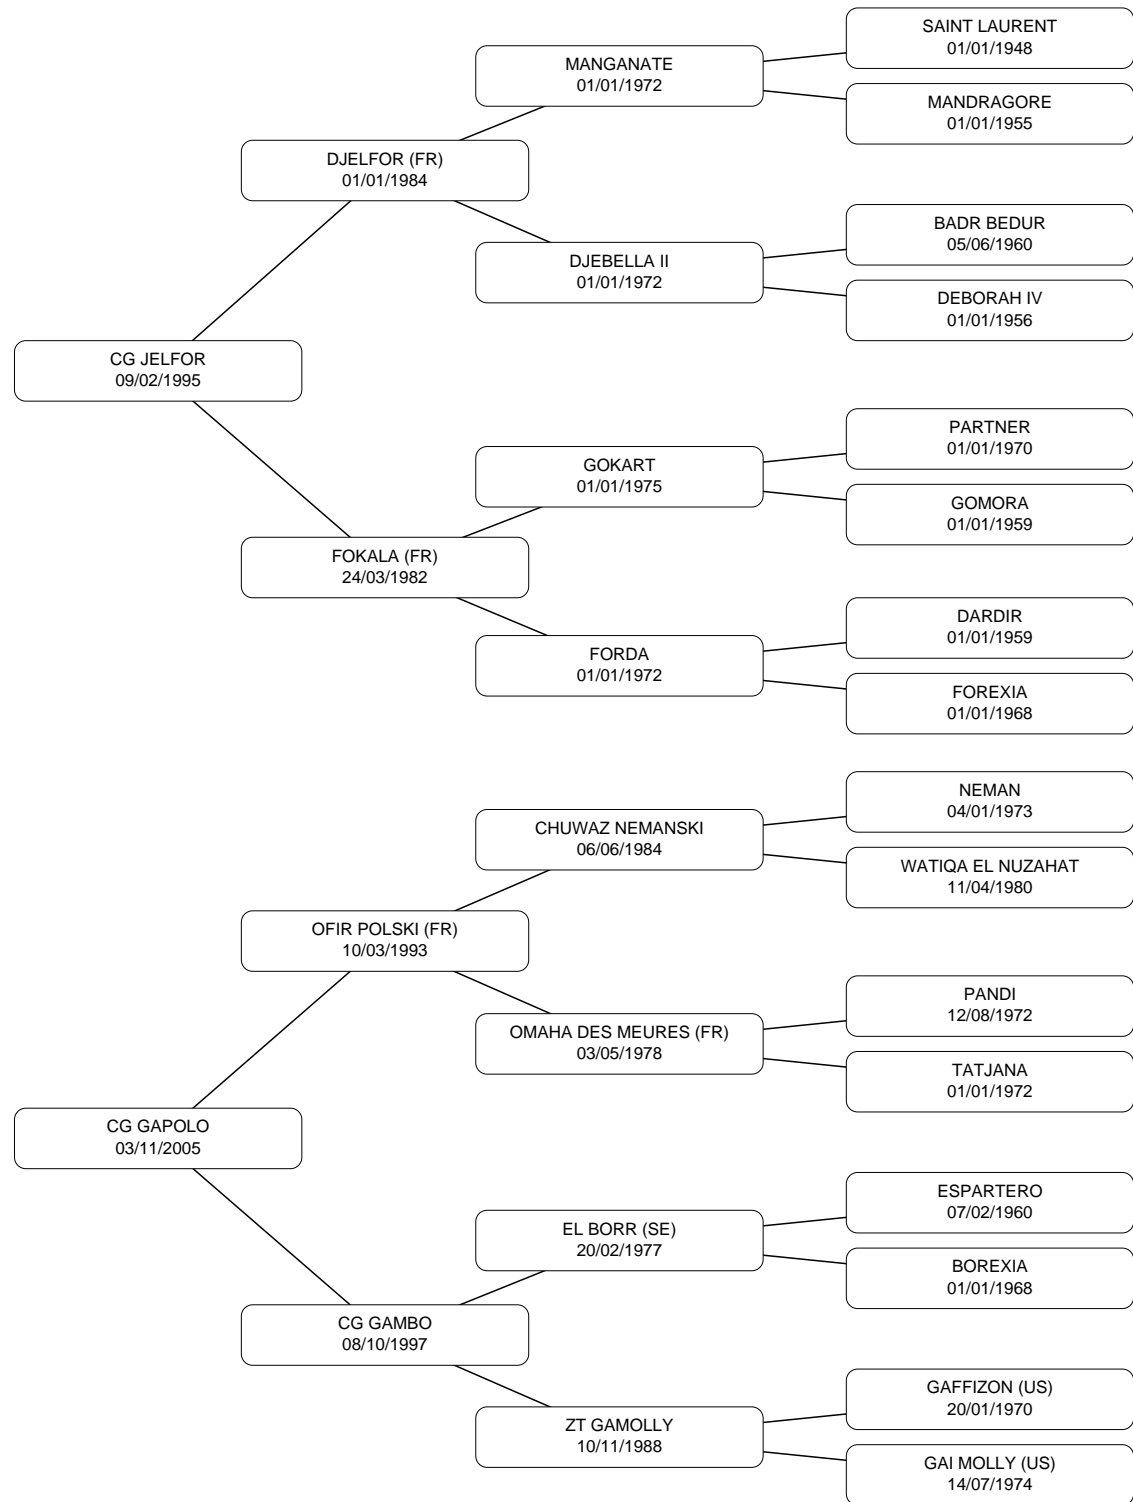 SAINT LAURENT
01/01/1948
MANGANATE
01/01/1972
MANDRAGORE
01/01/1955
DJELFOR (FR)
01/01/1984
BADR BEDUR
05/06/1960
DJEBELLA II
01/01/1972
DEBORAH IV
01/01/1956
CG JELFOR
09/02/1995
PARTNER
01/01/1970
GOKART
01/01/1975
GOMORA
01/01/1959
FOKALA (FR)
24/03/1982
DARDIR
01/01/1959
FORDA
01/01/1972
FOREXIA
01/01/1968
NEMAN
04/01/1973
CHUWAZ NEMANSKI
06/06/1984
WATIQA EL NUZAHAT
11/04/1980
OFIR POLSKI (FR)
10/03/1993
PANDI
12/08/1972
OMAHA DES MEURES (FR)
03/05/1978
TATJANA
01/01/1972
CG GAPOLO
03/11/2005
ESPARTERO
07/02/1960
EL BORR (SE)
20/02/1977
BOREXIA
01/01/1968
CG GAMBO
08/10/1997
GAFFIZON (US)
20/01/1970
ZT GAMOLLY
10/11/1988
GAI MOLLY (US)
14/07/1974